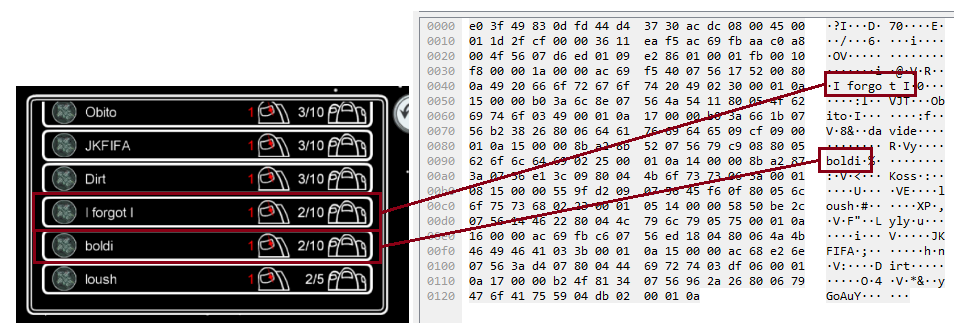 Obito 1 3/10
JKFIFA 1 3/10
Dirt 1 3/10
I forgot I 1 2/10
boldi 1 2/10
loush 1 2/5
0000 e0 3f 49 83 0d fd 44 d4 37 30 ac dc 08 00 45 00 ·?I···D· 70····E·
0010 01 1d 2f cf 00 00 36 11 ea f5 ac 69 fb aa c0 a8 ··/···6· ···i····
0020 00 4f 56 07 d6 ed 01 09 e2 86 01 00 01 fb 00 10 ·OV····· ········
0030 f8 00 00 1a 00 00 ac 69 f5 40 07 56 17 52 00 80 ·······i ·@·V·R··
0040 0a 49 20 66 6f 72 67 6f 74 20 49 02 30 00 01 0a ·I forgo t I·0···
0050 15 00 00 b0 3a 6c 8e 07 56 4a 54 11 80 05 4f 62 ····:l·· VJT···Ob
0060 69 74 6f 03 49 00 01 0a 17 00 00 b0 3a 66 1b 07 ito·I··· ····:f··
0070 56 b2 38 26 80 06 64 61 76 69 64 65 09 cf 09 00 V·8&··da vide····
0080 01 0a 15 00 00 8b a2 8b 52 07 56 79 c9 08 80 05 ········ R·Vy····
0090 62 6f 6c 64 69 02 25 00 01 0a 14 00 00 8b a2 87 boldi·%· ········
3a 07 56 e1 3c 09 80 04 4b 6f 73 73 06 3a 00 01 :·V·<··· Koss·:··
00b0 08 15 00 00 55 9f d2 09 07 56 45 f6 0f 80 05 6c ····U··· ·VE····l
6f 75 73 68 02 23 00 01 05 14 00 00 58 50 be 2c oush·#·· ····XP·,
07 56 14 46 22 80 04 4c 79 6c 79 05 75 00 01 0a ·V·F"··L yly·u···
00e0 16 00 00 ac 69 fb c6 07 56 ed 18 04 80 06 4a 4b ····i··· V·····JK
00f0 46 49 46 41 03 3b 00 01 0a 15 00 00 ac 68 e2 6e FIFA·;·· ·····h·n
0100 07 56 3a d4 07 80 04 44 69 72 74 03 df 06 00 01 ·V:····D irt·····
0110 0a 17 00 00 b2 4f 81 34 07 56 96 2a 26 80 06 79 ·····O·4 ·V·*&··y
0120 47 6f 41 75 59 04 db 02 00 01 0a GoAuY··· ···